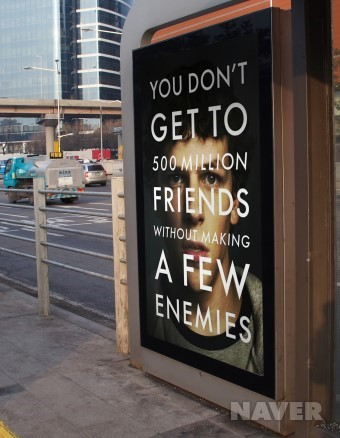 YOU DON'T
GET TO
500 MILLION
FRIENDS
WITHOUT MAKING
A FEW
ENEMIES
NAVER